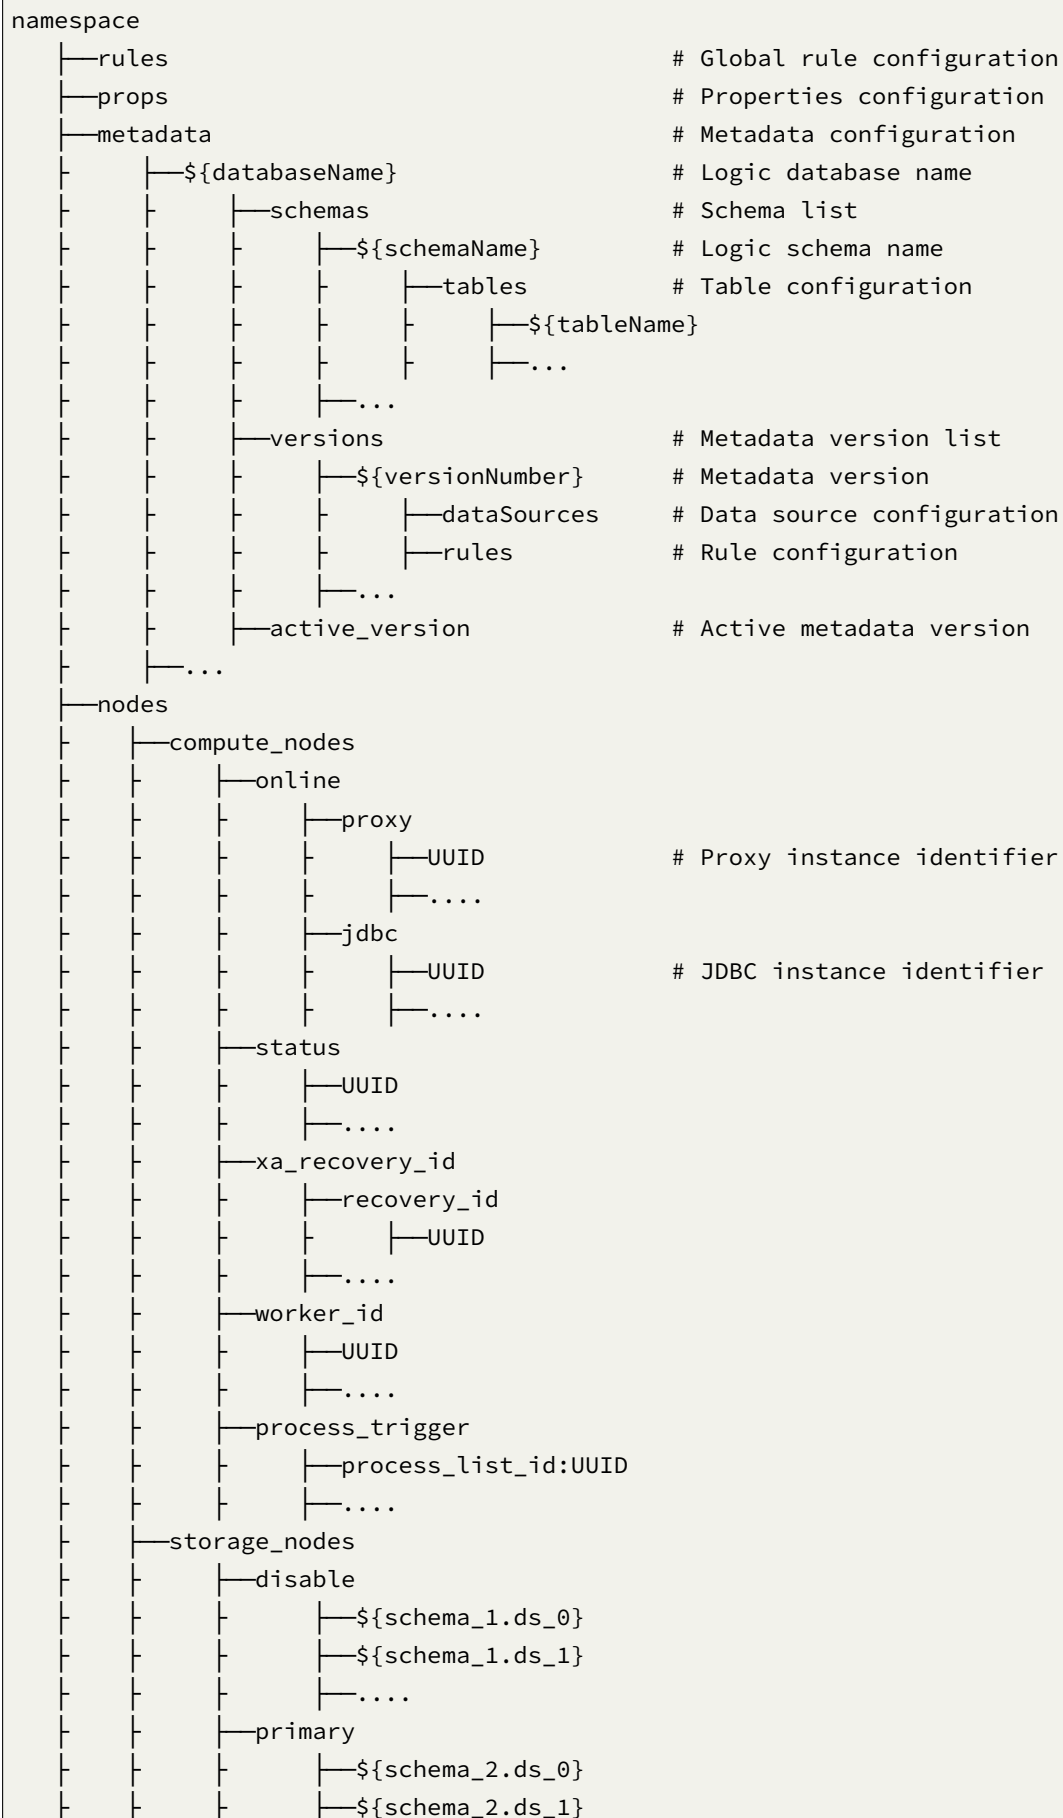 namespace
   ├──rules                                   # Global rule configuration
   ├──props                                   # Properties configuration
   ├──metadata                                # Metadata configuration
   ├     ├──${databaseName}                   # Logic database name
   ├     ├     ├──schemas                     # Schema list
   ├     ├     ├     ├──${schemaName}         # Logic schema name
   ├     ├     ├     ├     ├──tables          # Table configuration
   ├     ├     ├     ├     ├     ├──${tableName}
   ├     ├     ├     ├     ├     ├──...
   ├     ├     ├     ├──...
   ├     ├     ├──versions                    # Metadata version list
   ├     ├     ├     ├──${versionNumber}      # Metadata version
   ├     ├     ├     ├     ├──dataSources     # Data source configuration
   ├     ├     ├     ├     ├──rules           # Rule configuration
   ├     ├     ├     ├──...
   ├     ├     ├──active_version              # Active metadata version
   ├     ├──...
   ├──nodes
   ├    ├──compute_nodes
   ├    ├     ├──online
   ├    ├     ├     ├──proxy
   ├    ├     ├     ├     ├──UUID             # Proxy instance identifier
   ├    ├     ├     ├     ├──....
   ├    ├     ├     ├──jdbc
   ├    ├     ├     ├     ├──UUID             # JDBC instance identifier
   ├    ├     ├     ├     ├──....
   ├    ├     ├──status
   ├    ├     ├     ├──UUID
   ├    ├     ├     ├──....
   ├    ├     ├──xa_recovery_id
   ├    ├     ├     ├──recovery_id
   ├    ├     ├     ├     ├──UUID
   ├    ├     ├     ├──....
   ├    ├     ├──worker_id
   ├    ├     ├     ├──UUID
   ├    ├     ├     ├──....
   ├    ├     ├──process_trigger
   ├    ├     ├     ├──process_list_id:UUID
   ├    ├     ├     ├──....
   ├    ├──storage_nodes
   ├    ├     ├──disable
   ├    ├     ├      ├──${schema_1.ds_0}
   ├    ├     ├      ├──${schema_1.ds_1}
   ├    ├     ├      ├──....
   ├    ├     ├──primary
   ├    ├     ├      ├──${schema_2.ds_0}
   ├    ├     ├      ├──${schema_2.ds_1}